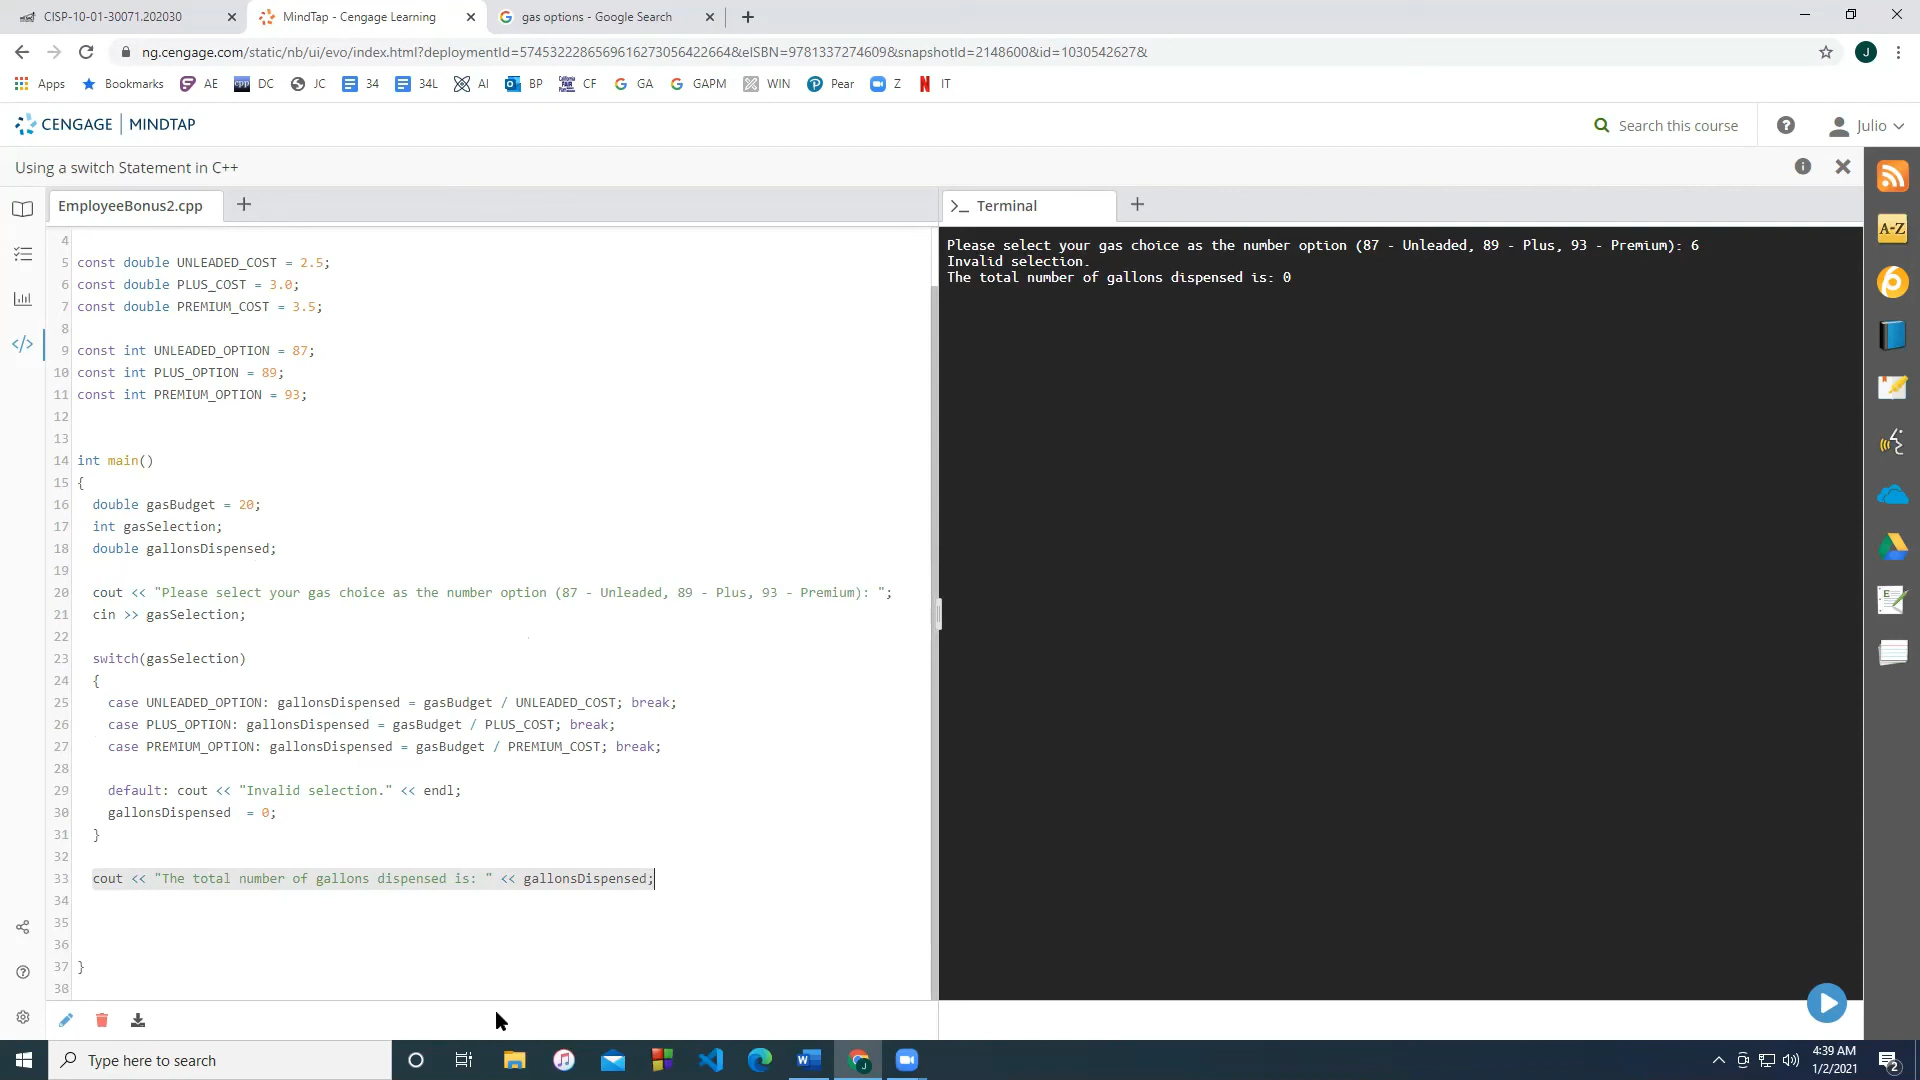 CISP-10-01-30071.202030
MindTap - Cengage Learning
gas options - Google Search
ng.cengage.com/static/nb/ui/evo/index.html?deploymentId=5745322286569616273056422664&eISBN=9781337274609&snapshotId=2148600&id=1030542627&
J
Apps
Bookmarks
AE
DC
JC
34
34L
AI
BP
CF
GA
GAPM
WIN
Pear
Z
IT
CENGAGE | MINDTAP
Search this course
Julio
Using a switch Statement in C++
EmployeeBonus2.cpp
4
5 const double UNLEADED_COST = 2.5;
6 const double PLUS_COST = 3.0;
7 const double PREMIUM_COST = 3.5;
8
9 const int UNLEADED_OPTION = 87;
10 const int PLUS_OPTION = 89;
11 const int PREMIUM_OPTION = 93;
12
13
14 int main()
15 {
16 double gasBudget = 20;
17 int gasSelection;
18 double gallonsDispensed;
19
20 cout << "Please select your gas choice as the number option (87 - Unleaded, 89 - Plus, 93 - Premium): ";
21 cin >> gasSelection;
22
23 switch(gasSelection)
24 {
25 case UNLEADED_OPTION: gallonsDispensed = gasBudget / UNLEADED_COST; break;
26 case PLUS_OPTION: gallonsDispensed = gasBudget / PLUS_COST; break;
27 case PREMIUM_OPTION: gallonsDispensed = gasBudget / PREMIUM_COST; break;
28
29 default: cout << "Invalid selection." << endl;
30 gallonsDispensed  = 0;
31 }
32
33 cout << "The total number of gallons dispensed is: " << gallonsDispensed;
34
35
36
37 }
38
>_ Terminal
Please select your gas choice as the number option (87 - Unleaded, 89 - Plus, 93 - Premium): 6
Invalid selection.
The total number of gallons dispensed is: 0
A-Z
Type here to search
4:39 AM
1/2/2021
2